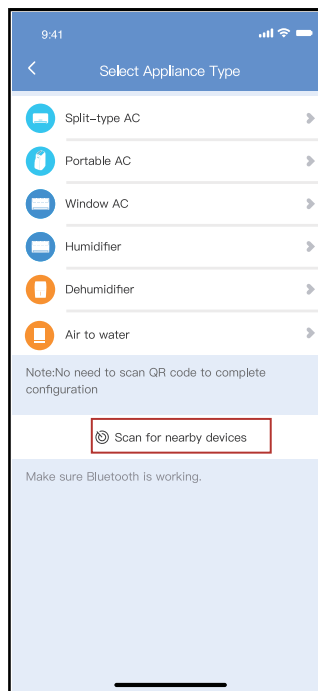 9:41
Select Appliance Type
Split-type AC
Portable AC
Window AC
Humidifier
Dehumidifier
Air to water
Note:No need to scan QR code to complete
configuration
Scan for nearby devices
Make sure Bluetooth is working.